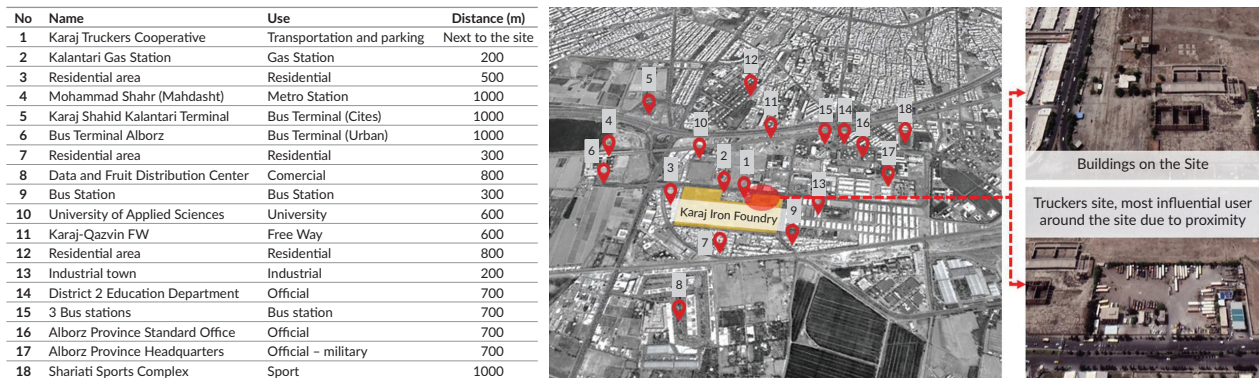 No Name Use Distance (m)
1 Karaj Truckers Cooperative Transportation and parking Next to the site
2 Kalantari Gas Station Gas Station 200
3 Residential area Residential 500
4 Mohammad Shahr (Mahdasht) Metro Station 1000
5 Karaj Shahid Kalantari Terminal Bus Terminal (Cites) 1000
6 Bus Terminal Alborz Bus Terminal (Urban) 1000
7 Residential area Residential 300
8 Data and Fruit Distribution Center Comercial 800
9 Bus Station Bus Station 300
10 University of Applied Sciences University 600
11 Karaj-Qazvin FW Free Way 600
12 Residential area Residential 800
13 Industrial town Industrial 200
14 District 2 Education Department Official 700
15 3 Bus stations Bus station 700
16 Alborz Province Standard Office Official 700
17 Alborz Province Headquarters Official – military 700
18 Shariati Sports Complex Sport 1000
12
5
11
15 14 18
4
10
16
6
2
1
17
3
13
Karaj Iron Foundry
9
7
8
Buildings on the Site
Truckers site, most influential user
around the site due to proximity